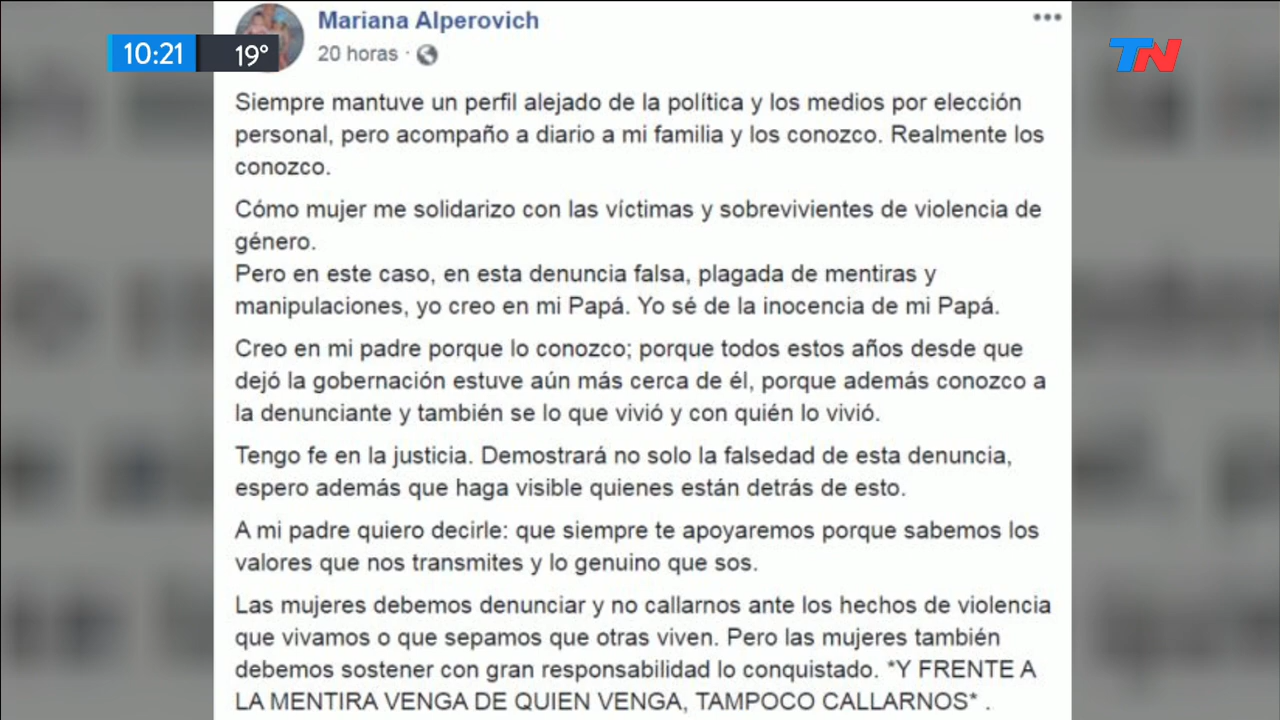 Mariana Alperovich
20 horas ·
10:21 19°
TN
Siempre mantuve un perfil alejado de la política y los medios por elección
personal, pero acompaño a diario a mi familia y los conozco. Realmente los
conozco.
Cómo mujer me solidarizo con las víctimas y sobrevivientes de violencia de
género.
Pero en este caso, en esta denuncia falsa, plagada de mentiras y
manipulaciones, yo creo en mi Papá. Yo sé de la inocencia de mi Papá.
Creo en mi padre porque lo conozco; porque todos estos años desde que
dejó la gobernación estuve aún más cerca de él, porque además conozco a
la denunciante y también se lo que vivió y con quién lo vivió.
Tengo fe en la justicia. Demostrará no solo la falsedad de esta denuncia,
espero además que haga visible quienes están detrás de esto.
A mi padre quiero decirle: que siempre te apoyaremos porque sabemos los
valores que nos transmites y lo genuino que sos.
Las mujeres debemos denunciar y no callarnos ante los hechos de violencia
que vivamos o que sepamos que otras viven. Pero las mujeres también
debemos sostener con gran responsabilidad lo conquistado. *Y FRENTE A
LA MENTIRA VENGA DE QUIEN VENGA, TAMPOCO CALLARNOS* .